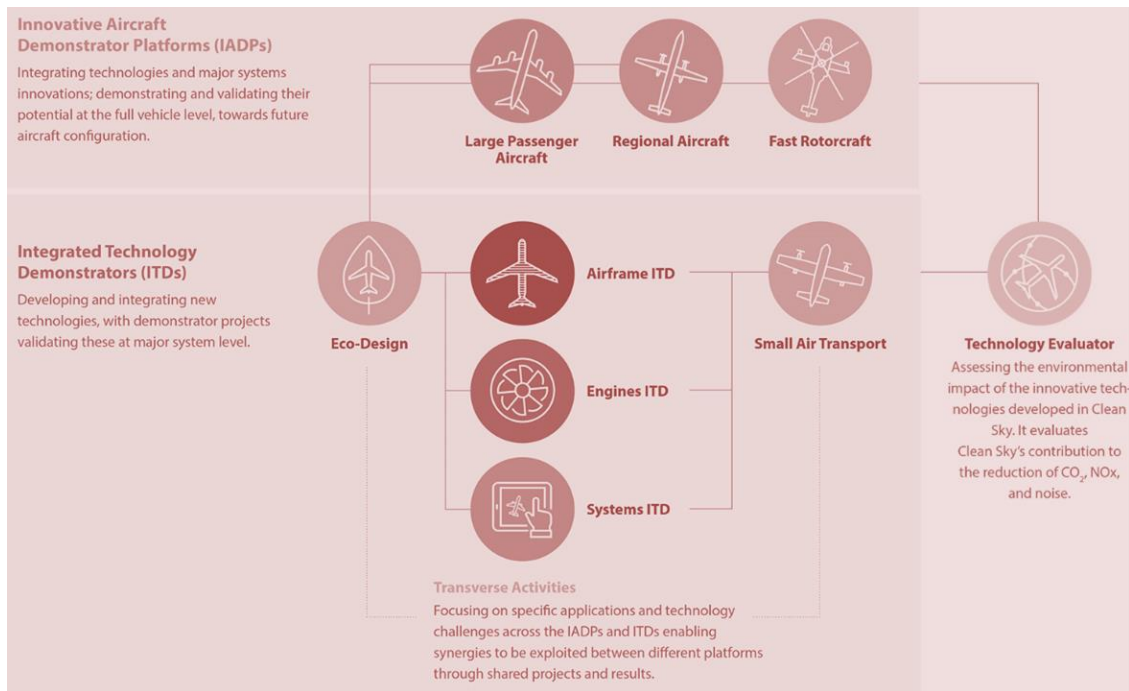 Innovative Aircraft
Demonstrator Platforms (IADPs)
Integrating technologies and major systems
innovations; demonstrating and validating their
potential at the full vehicle level, towards future
aircraft configuration.
Large Passenger
Aircraft
Regional Aircraft
Fast Rotorcraft
Integrated Technology
Demonstrators (ITDs)
Developing and integrating new
technologies, with demonstrator projects
validating these at major system level.
Eco-Design
Airframe ITD
Engines ITD
Systems ITD
Small Air Transport
Technology Evaluator
Assessing the environmental
impact of the innovative tech-
nologies developed in Clean
Sky. It evaluates
Clean Sky's contribution to
the reduction of CO₂, NOx,
and noise.
Transverse Activities
Focusing on specific applications and technology
challenges across the IADPs and ITDs enabling
synergies to be exploited between different platforms
through shared projects and results.